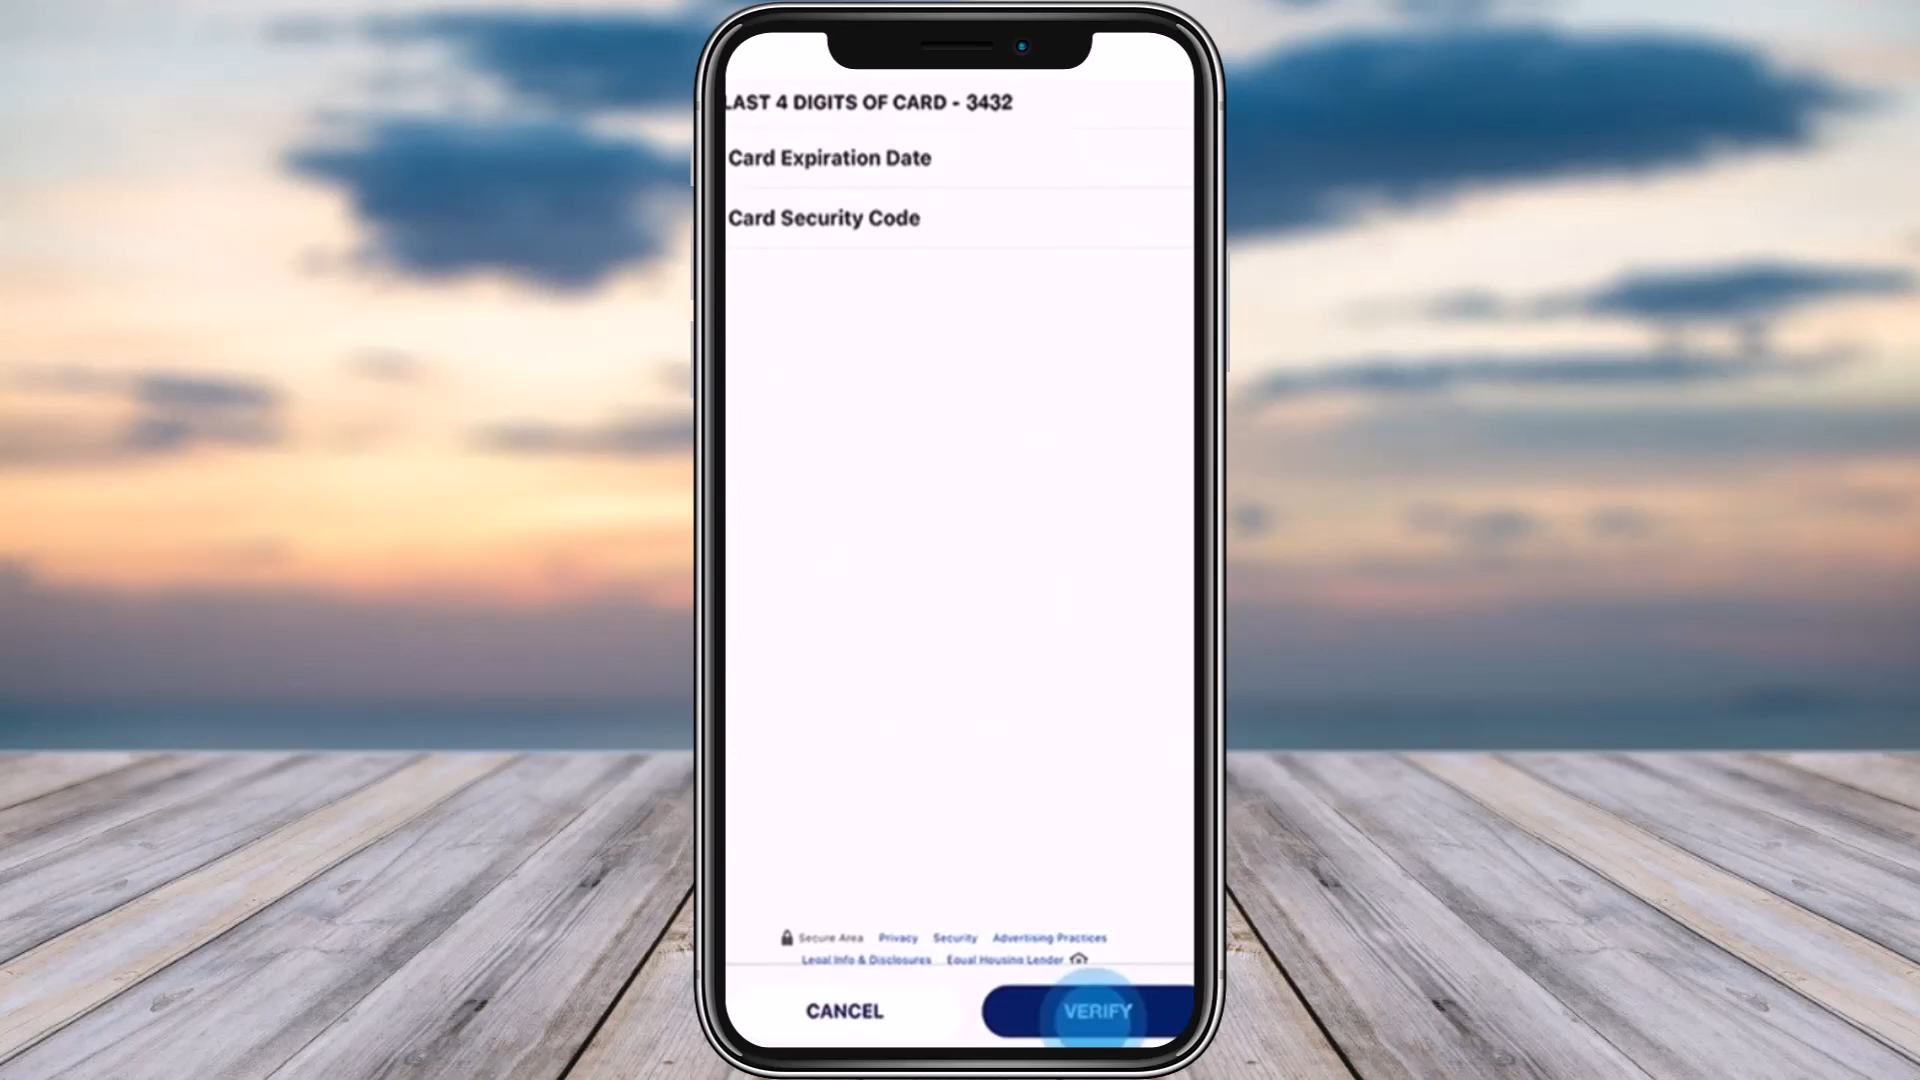 LAST 4 DIGITS OF CARD - 3432
Card Expiration Date
Card Security Code
Secure Area Privacy Security Advertising Practices
Legal Info & Disclosures Equal Housing Lender
CANCEL VERIFY